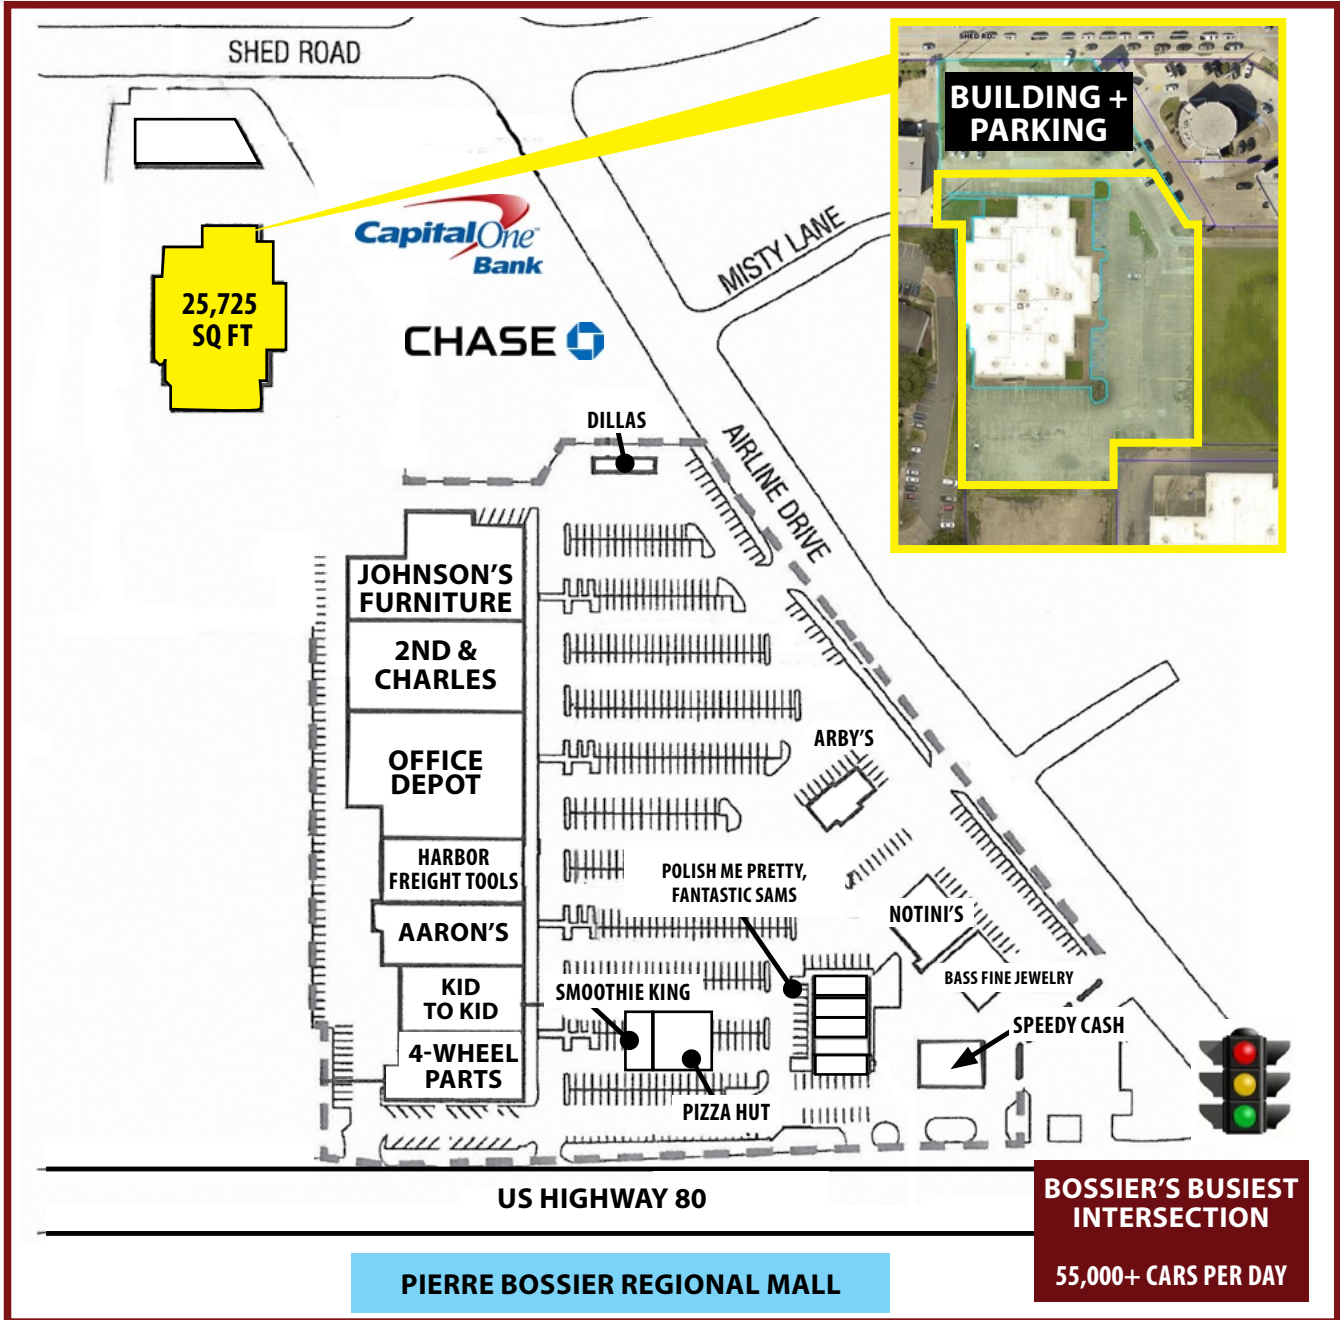 SHED ROAD
SHED RD.
BUILDING +
PARKING
MISTY LANE
CapitalOne
Bank
25,725
SQ FT
CHASE
DILLAS
AIRLINE DRIVE
JOHNSON'S
FURNITURE
2ND &
CHARLES
OFFICE
DEPOT
ARBY'S
HARBOR
FREIGHT TOOLS
POLISH ME PRETTY,
FANTASTIC SAMS
NOTINI'S
AARON'S
BASS FINE JEWELRY
KID
TO KID
SMOOTHIE KING
SPEEDY CASH
4-WHEEL
PARTS
PIZZA HUT
US HIGHWAY 80
BOSSIER'S BUSIEST
INTERSECTION
55,000+ CARS PER DAY
PIERRE BOSSIER REGIONAL MALL